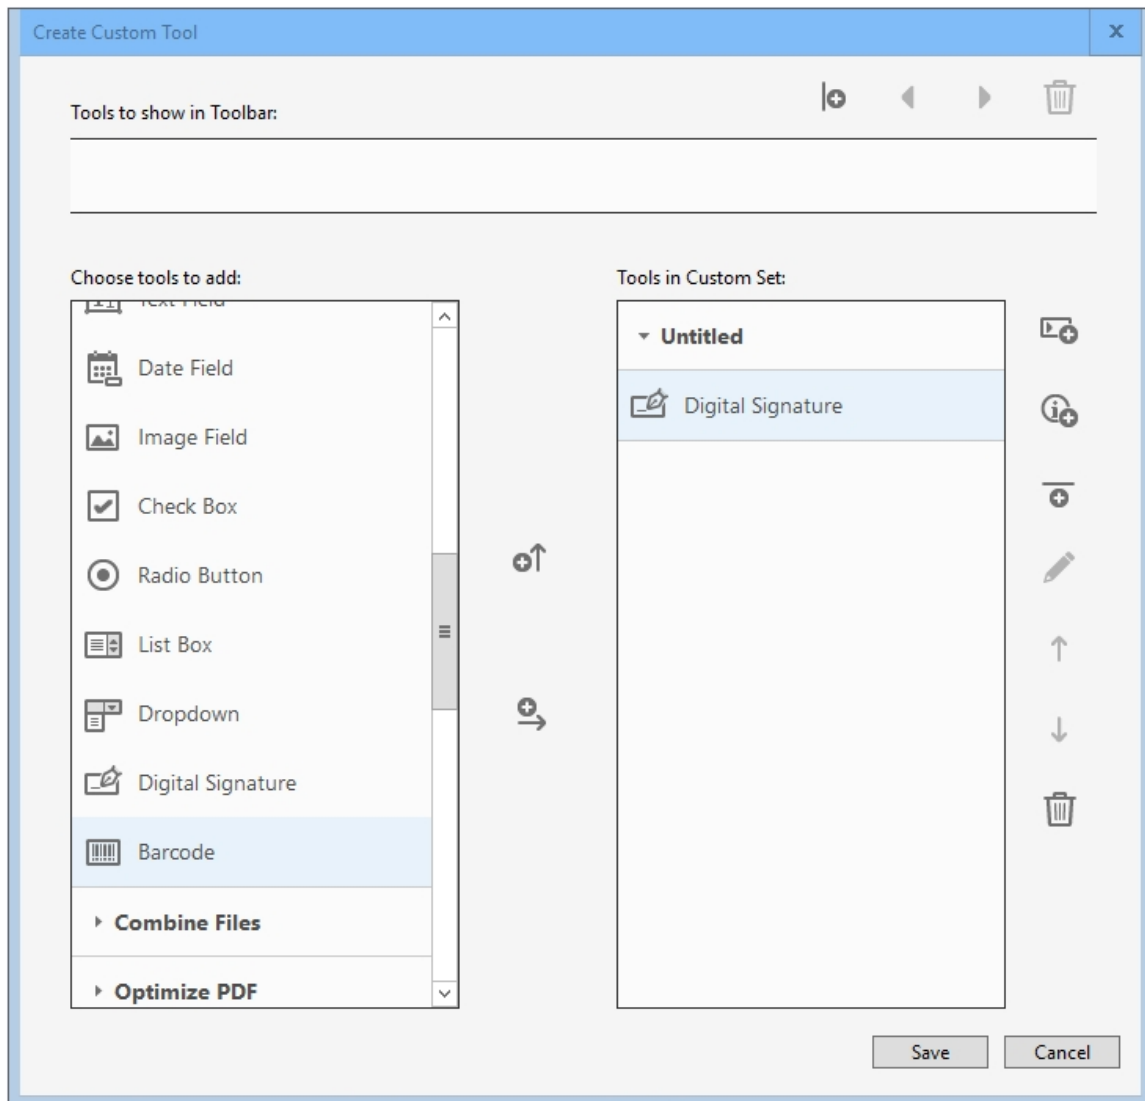 Create Custom Tool
x
Tools to show in Toolbar:
Choose tools to add:
Text Field
Date Field
Image Field
Check Box
Radio Button
List Box
Dropdown
Digital Signature
Barcode
Combine Files
Optimize PDF
Tools in Custom Set:
Untitled
Digital Signature
Save
Cancel